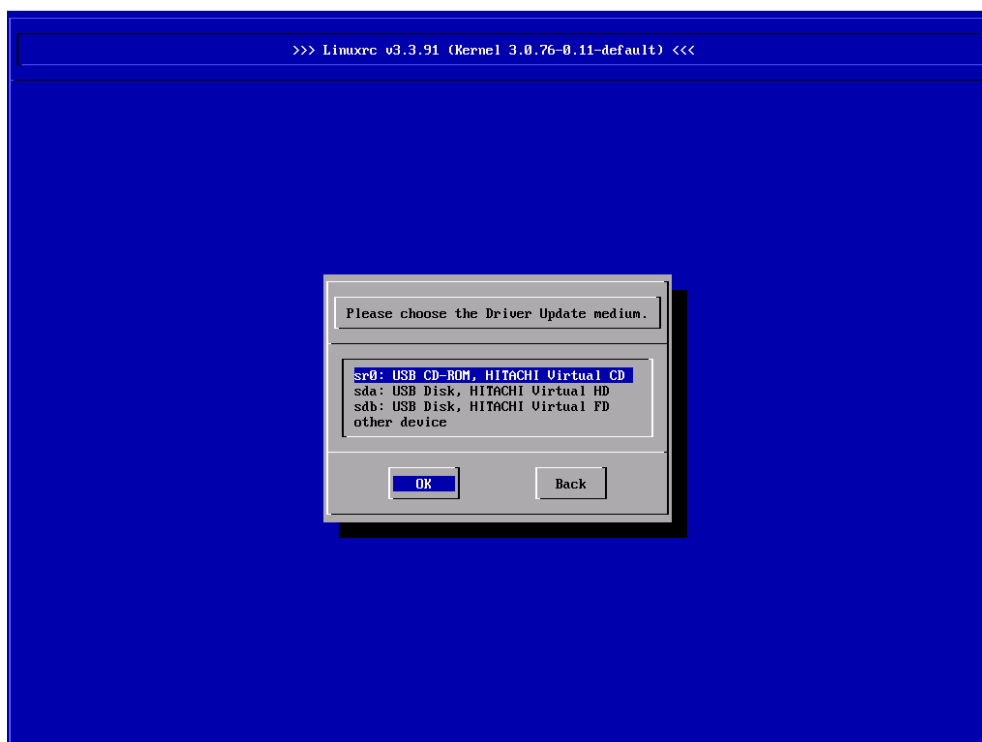 >>> Linuxrc v3.3.91 (Kernel 3.0.76-0.11-default) <<<
Please choose the Driver Update medium.
sr0: USB CD-ROM, HITACHI Virtual CD
sda: USB Disk, HITACHI Virtual HD
sdb: USB Disk, HITACHI Virtual FD
other device
OK Back